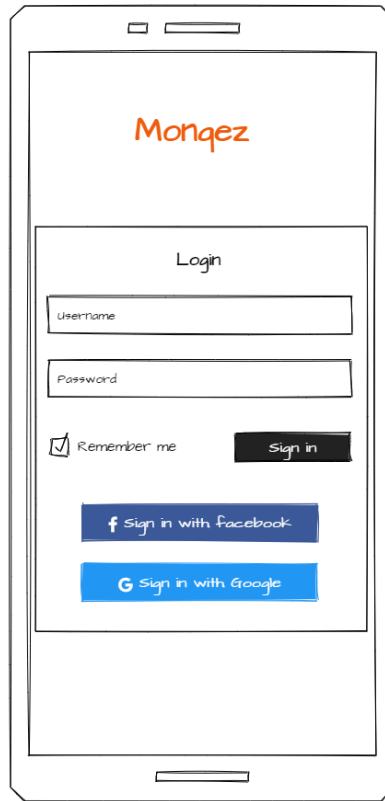 Monqez
Login
Username
Password
Remember me
Sign in
f Sign in with facebook
G Sign in with Google